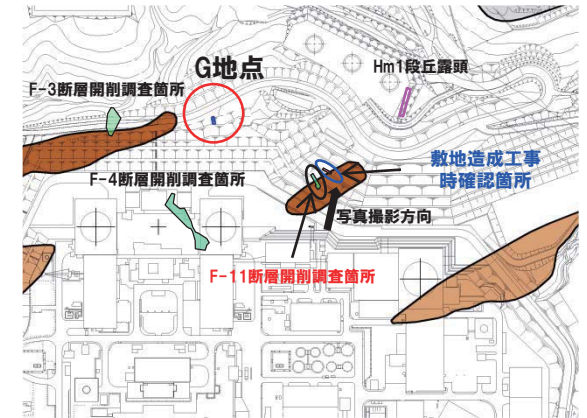 G地点
Hm1段丘露頭
F-3断層開削調査箇所
敷地造成工事
時確認箇所
F-4断層開削調査箇所
写真撮影方向
F-11断層開削調査箇所